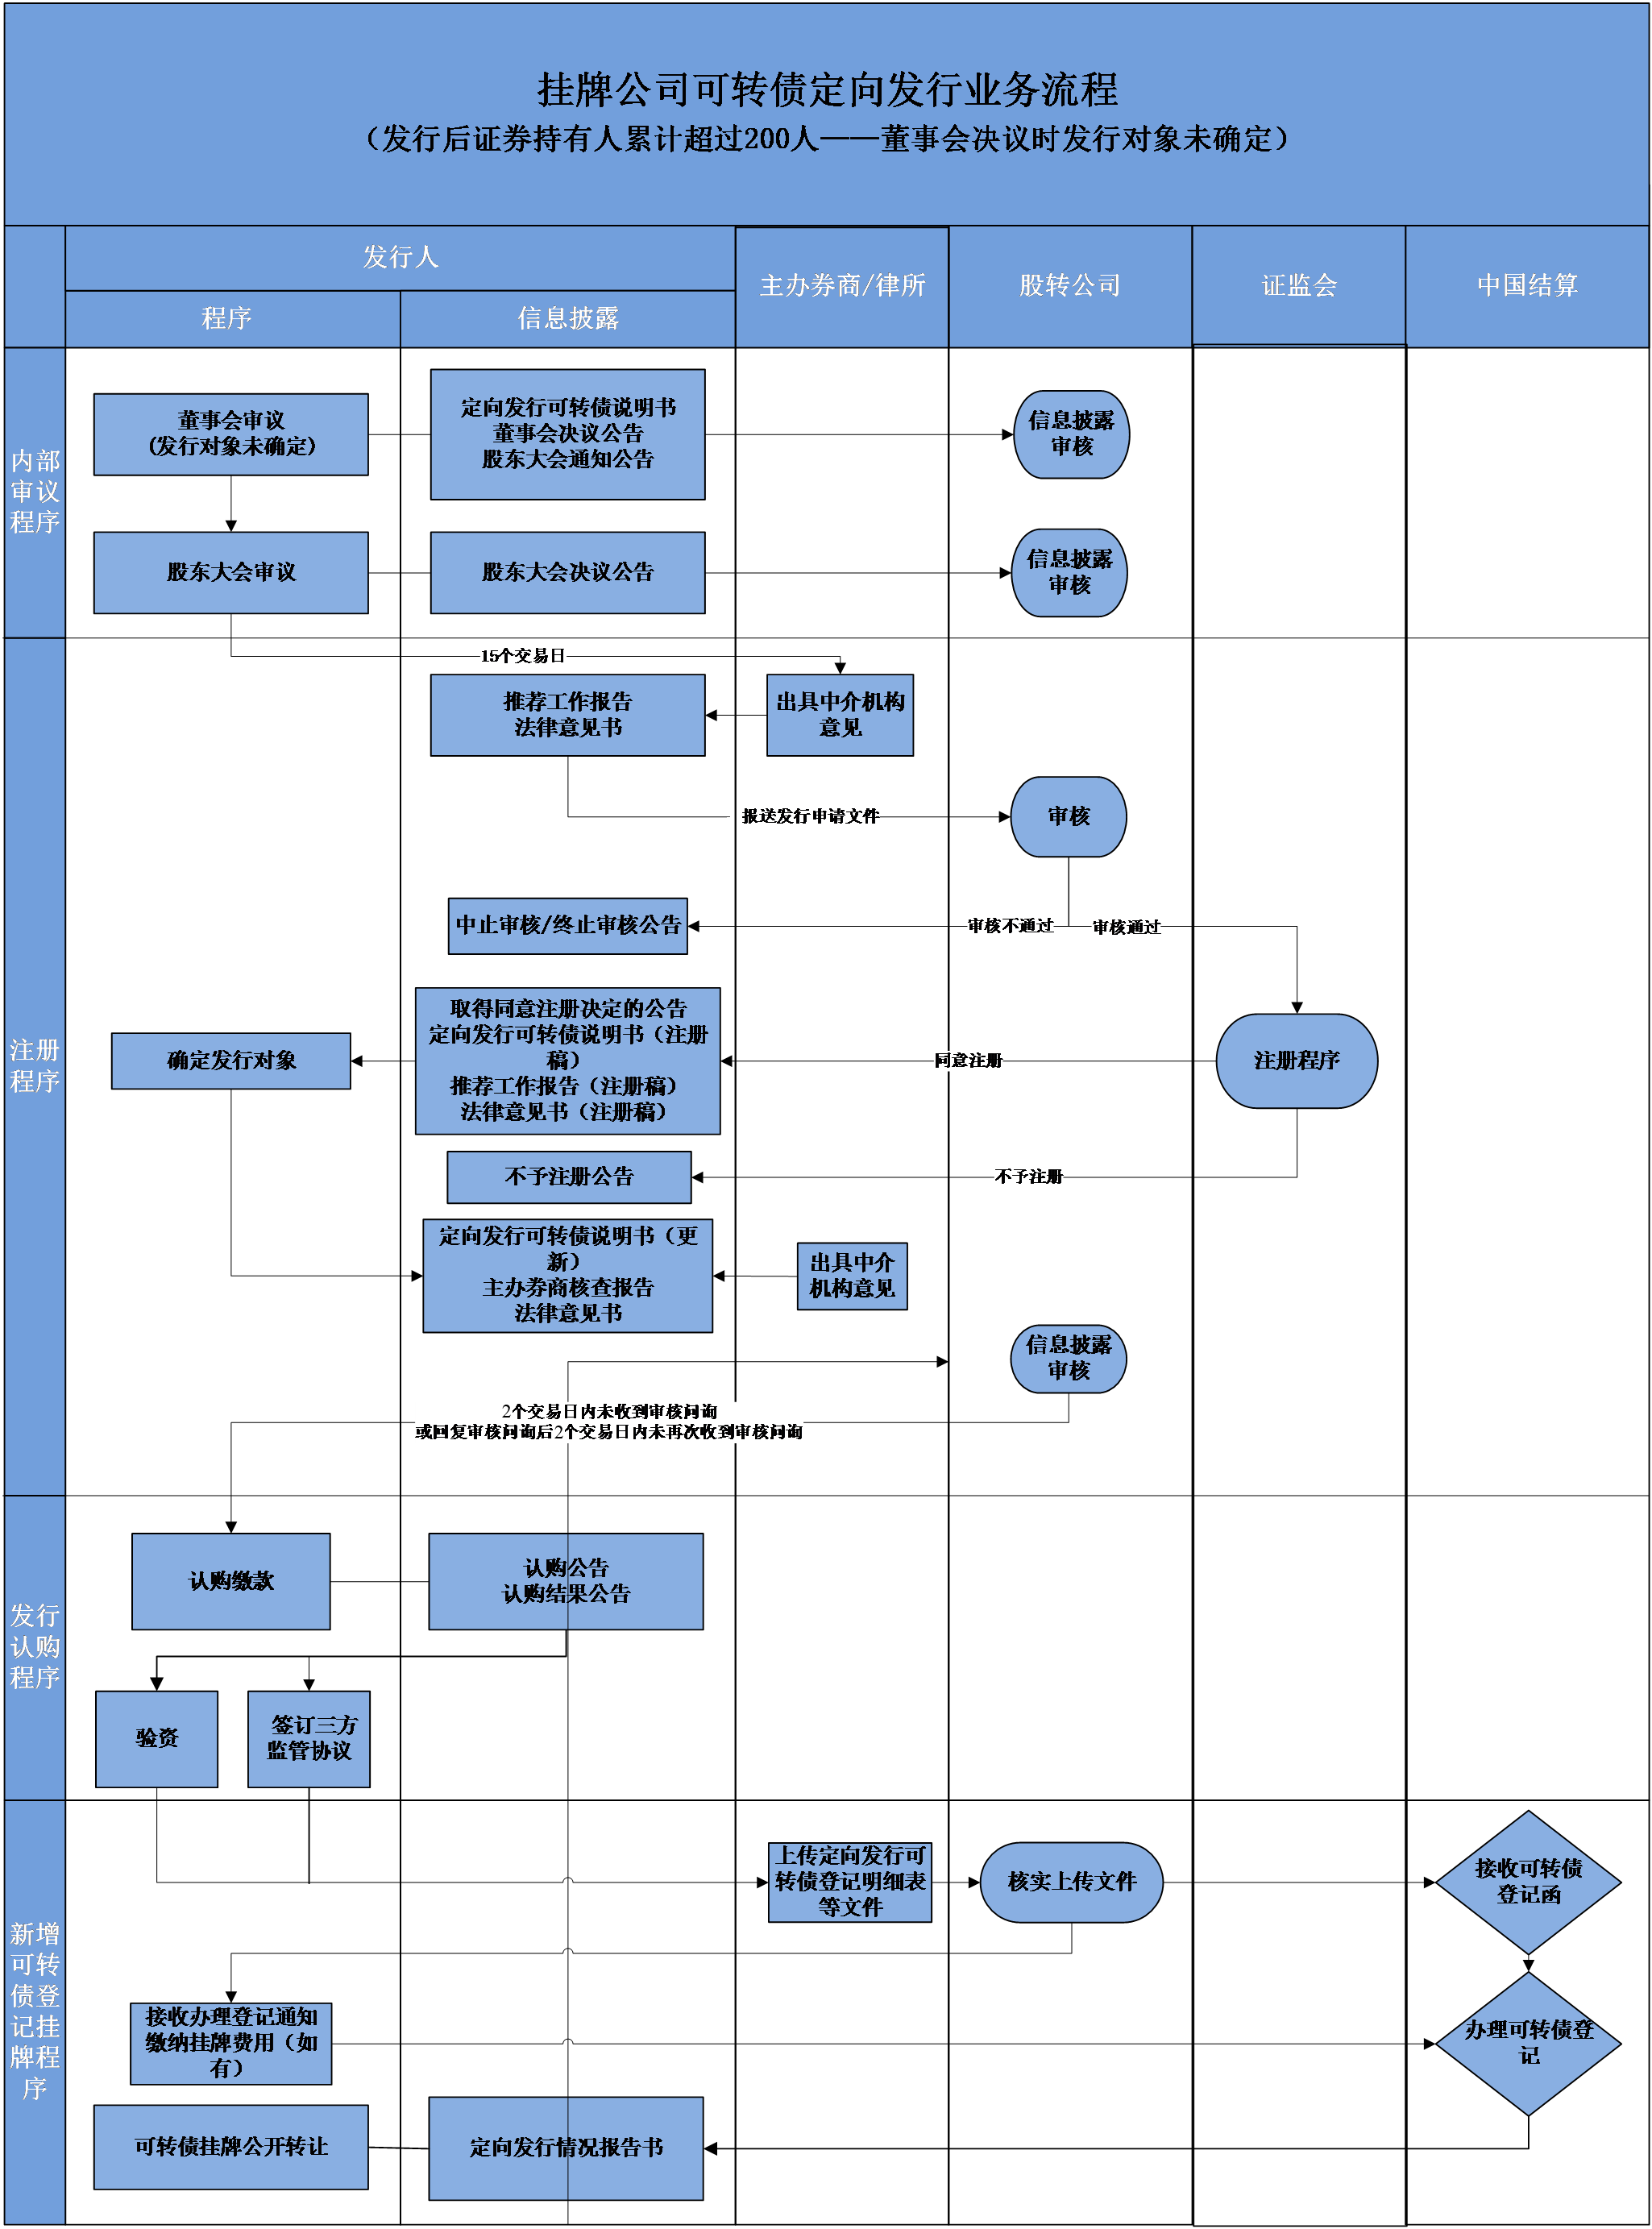 挂牌公司可转债定向发行业务流程
（发行后证券持有人累计超过200人——董事会决议时发行对象未确定）
发行人
主办券商/律所
股转公司
证监会
中国结算
程序
信息披露
内部
审议
程序
董事会审议
(发行对象未确定)
定向发行可转债说明书
董事会决议公告
股东大会通知公告
信息披露
审核
股东大会审议
股东大会决议公告
信息披露
审核
注册
程序
15个交易日
推荐工作报告
法律意见书
出具中介机构
意见
报送发行申请文件
审核
中止审核/终止审核公告
审核不通过
审核通过
确定发行对象
取得同意注册决定的公告
定向发行可转债说明书（注册
稿）
推荐工作报告（注册稿）
法律意见书（注册稿）
同意注册
注册程序
不予注册公告
不予注册
定向发行可转债说明书（更
新）
主办券商核查报告
法律意见书
出具中介
机构意见
信息披露
审核
2个交易日内未收到审核问询
或回复审核问询后2个交易日内未再次收到审核问询
发行
认购
程序
认购缴款
认购公告
认购结果公告
验资
签订三方
监管协议
新增
可转
债登
记挂
牌程
序
上传定向发行可
转债登记明细表
等文件
核实上传文件
接收可转债
登记函
接收办理登记通知
缴纳挂牌费用（如
有）
办理可转债登
记
可转债挂牌公开转让
定向发行情况报告书